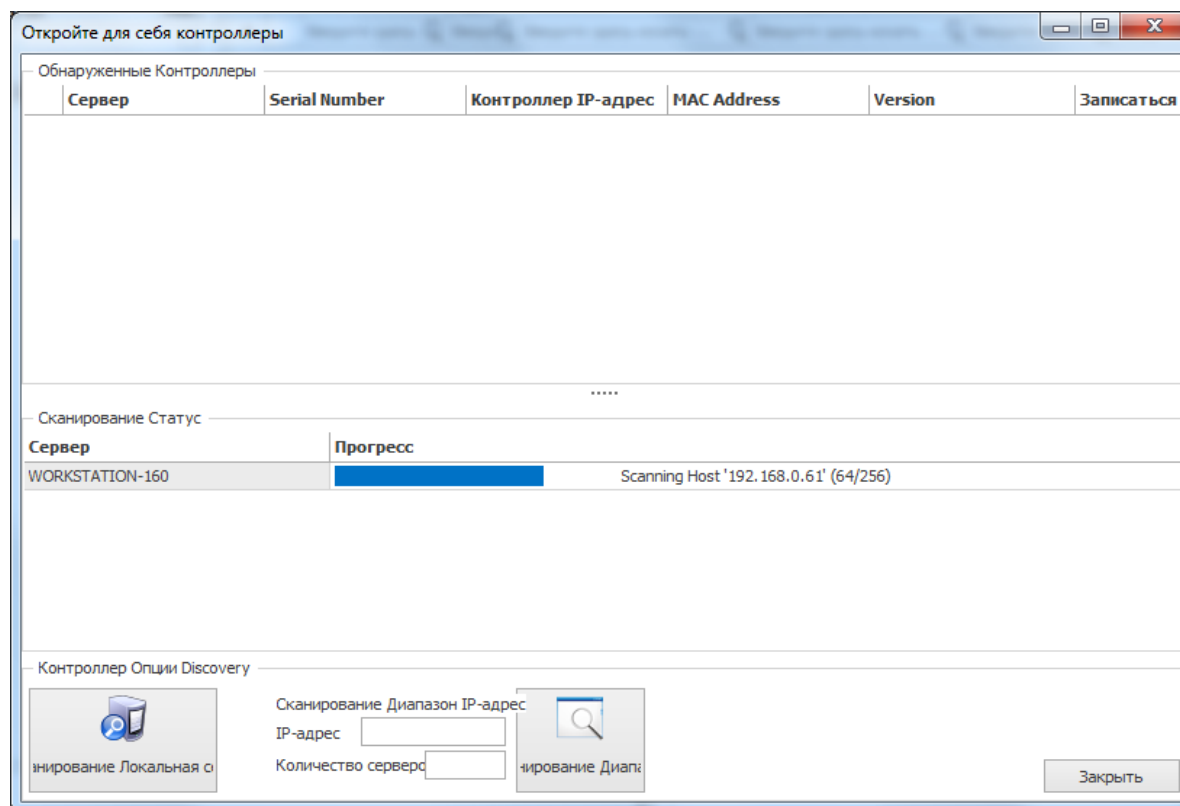 Откройте для себя контроллеры
Обнаруженные Контроллеры
Сервер Serial Number Контроллер IP-адрес MAC Address Version Записаться
Сканирование Статус
Сервер Прогресс
WORKSTATION-160 Scanning Host '192.168.0.61' (64/256)
Контроллер Опции Discovery
Сканирование Диапазон IP-адрес
IP-адрес
Количество серверо
анирование Локальная с
нирование Диапа
Закрыть